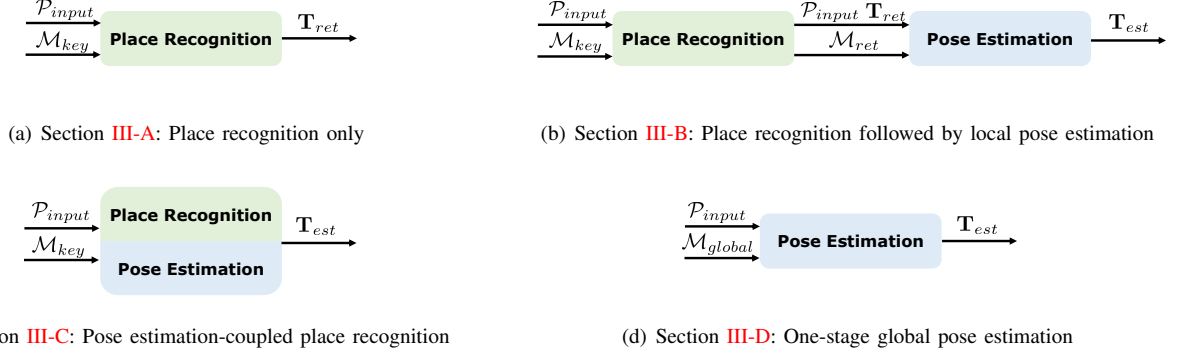 𝒫_input
ℳ_key
Place Recognition
T_ret
(a) Section III-A: Place recognition only
𝒫_input
ℳ_key
Place Recognition
𝒫_input T_ret
ℳ_ret
Pose Estimation
T_est
(b) Section III-B: Place recognition followed by local pose estimation
𝒫_input
ℳ_key
Place Recognition
Pose Estimation
T_est
on III-C: Pose estimation-coupled place recognition
𝒫_input
ℳ_global
Pose Estimation
T_est
(d) Section III-D: One-stage global pose estimation